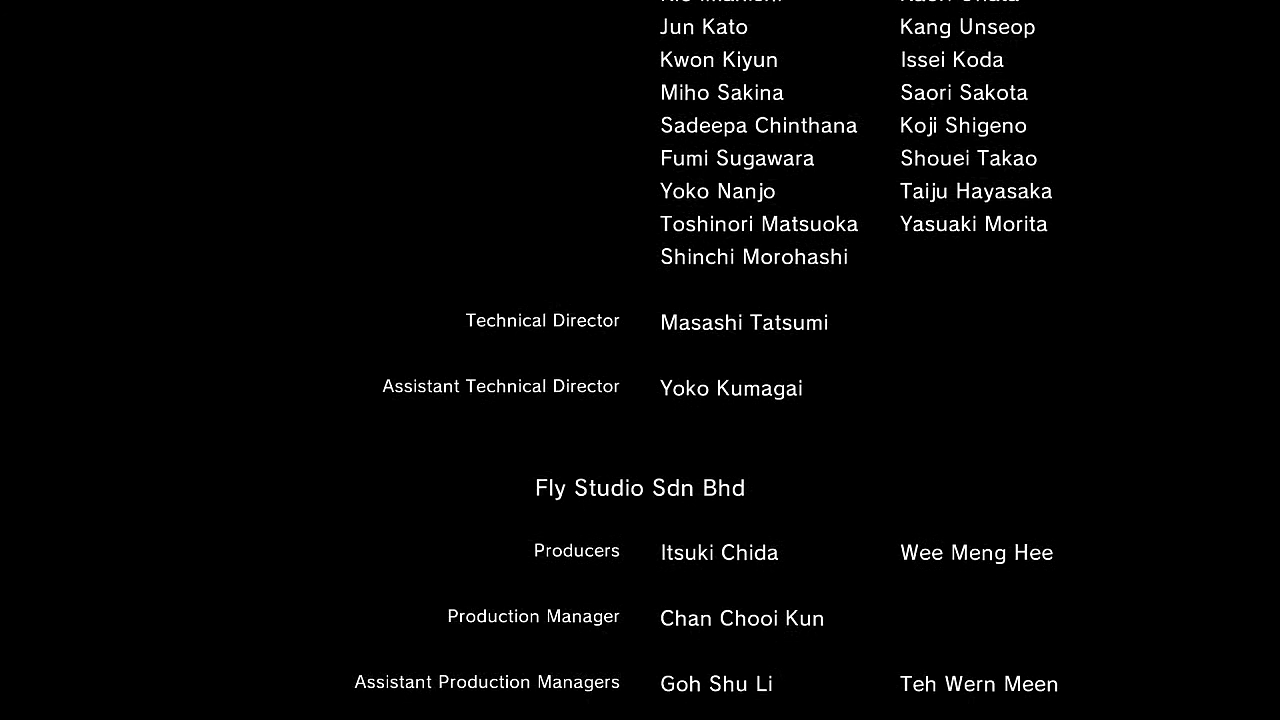 Jun Kato Kang Unseop
Kwon Kiyun Issei Koda
Miho Sakina Saori Sakota
Sadeepa Chinthana Koji Shigeno
Fumi Sugawara Shouei Takao
Yoko Nanjo Taiju Hayasaka
Toshinori Matsuoka Yasuaki Morita
Shinchi Morohashi
Technical Director Masashi Tatsumi
Assistant Technical Director Yoko Kumagai
Fly Studio Sdn Bhd
Producers Itsuki Chida Wee Meng Hee
Production Manager Chan Chooi Kun
Assistant Production Managers Goh Shu Li Teh Wern Meen